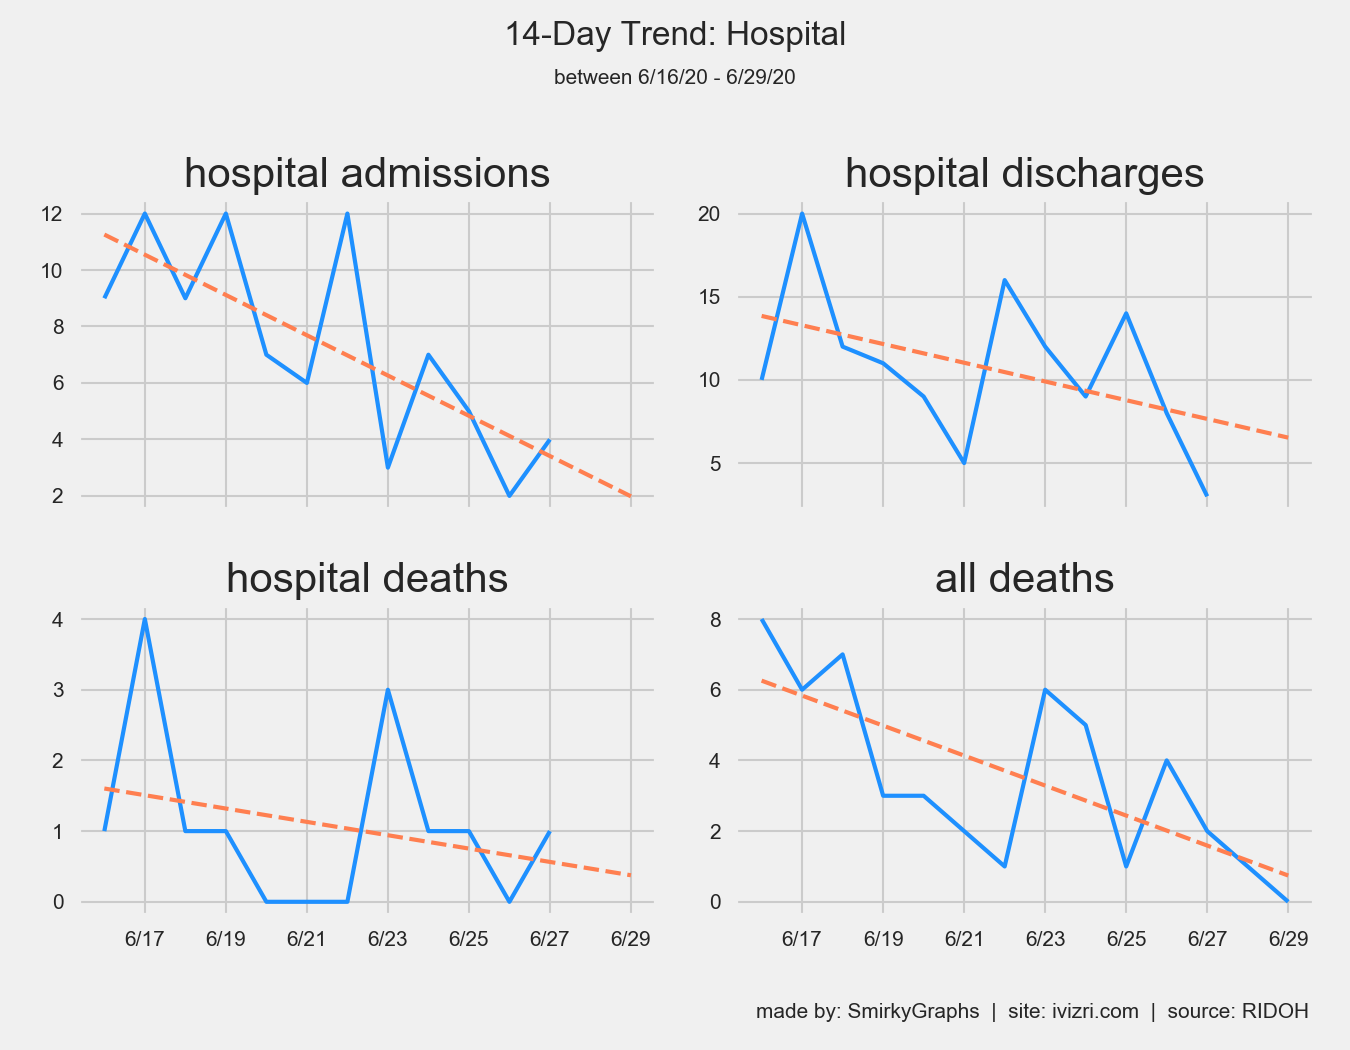 14-Day Trend: Hospital
between 6/16/20 - 6/29/20
hospital admissions
12
10
8
6
4
2
hospital discharges
20
15
10
5
hospital deaths
4
3
2
1
0
6/17 6/19 6/21 6/23 6/25 6/27 6/29
all deaths
8
6
4
2
0
6/17 6/19 6/21 6/23 6/25 6/27 6/29
made by: SmirkyGraphs | site: ivizri.com | source: RIDOH